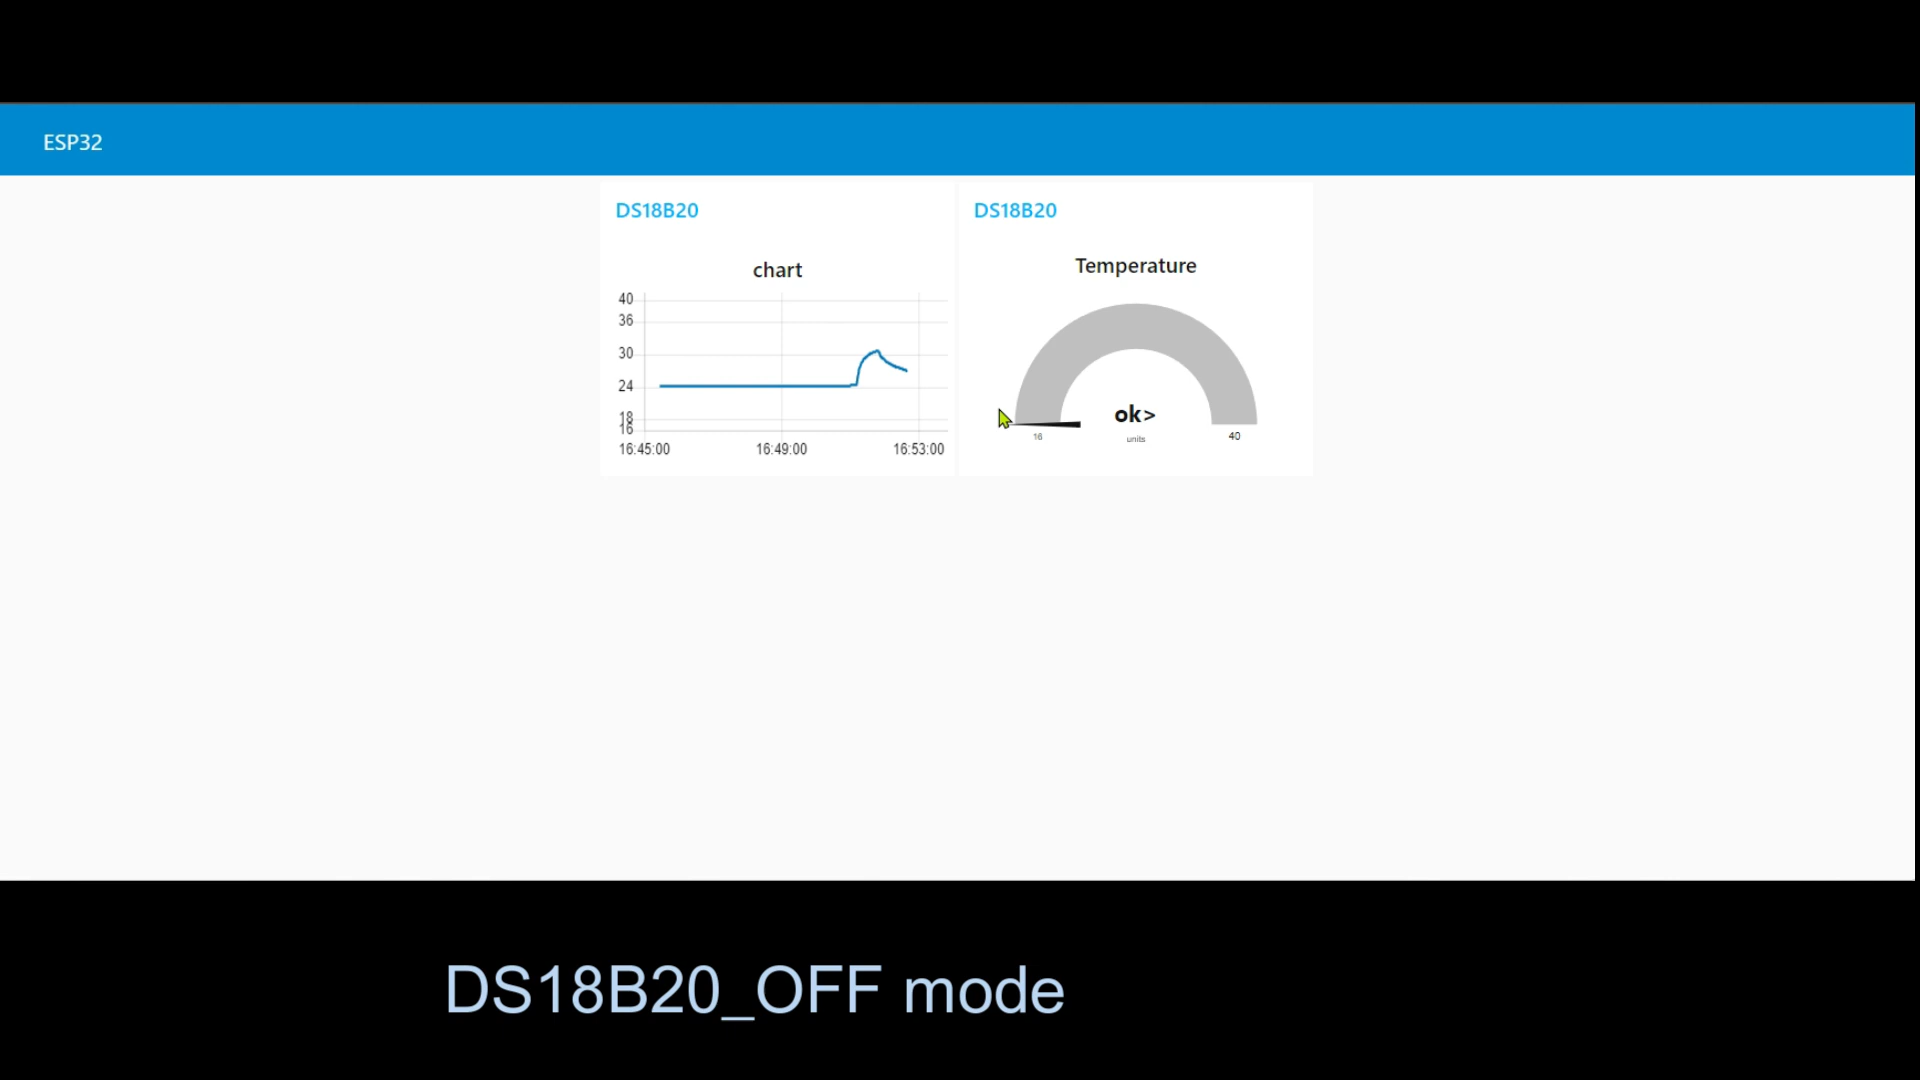 ESP32
DS18B20
chart
40
36
30
24
18
16
16:45:00 16:49:00 16:53:00
DS18B20
Temperature
ok>
units
16
40
DS18B20_OFF mode